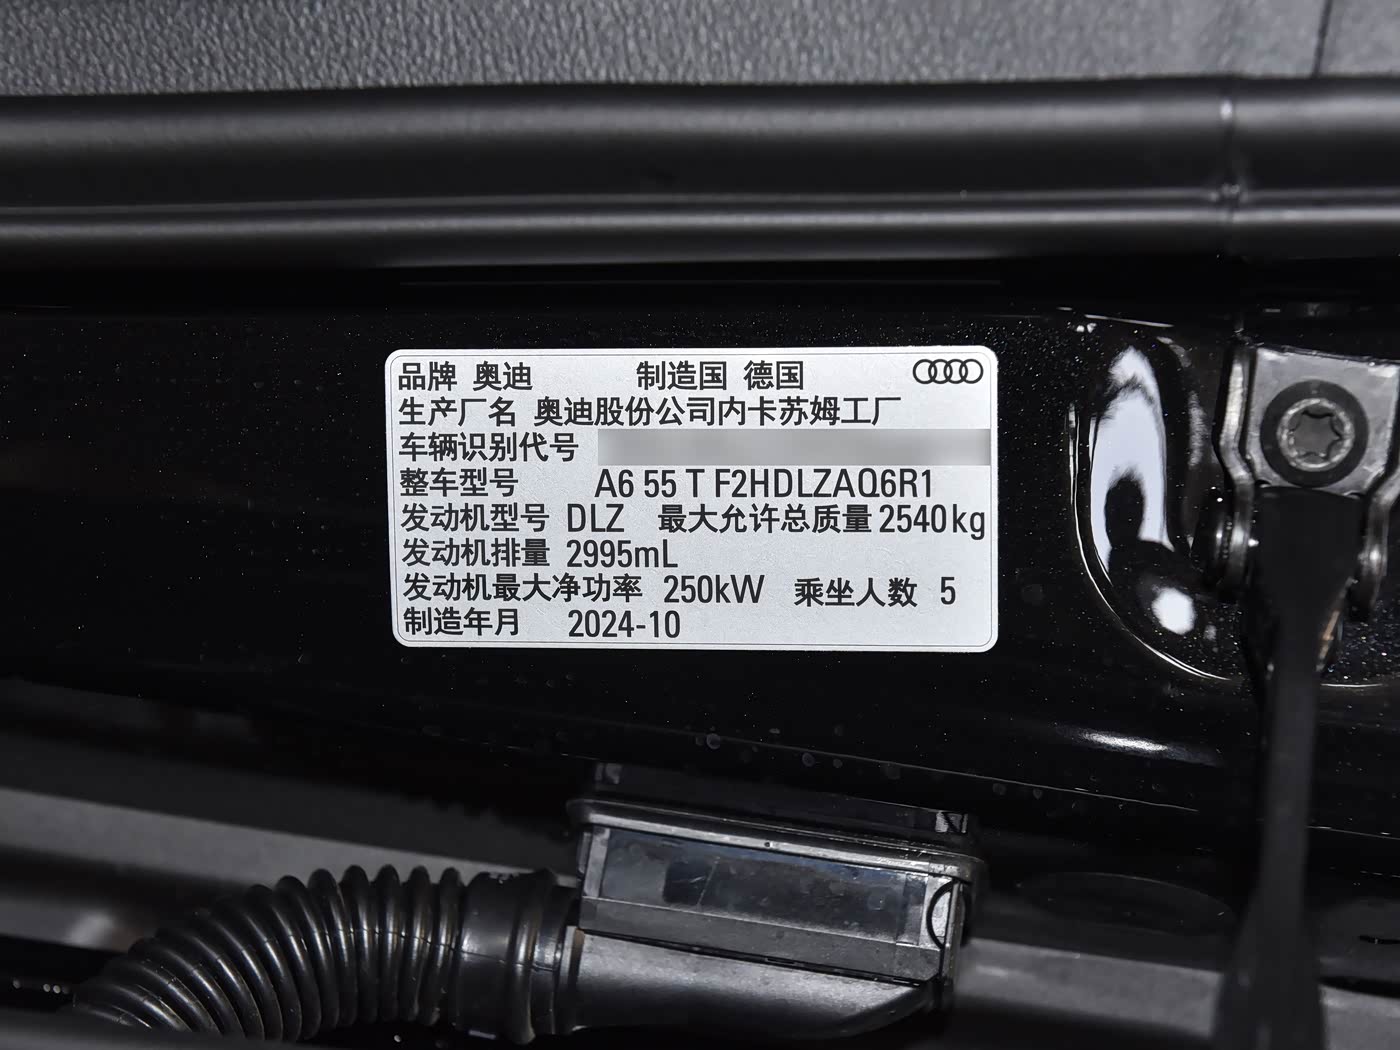 品牌 奥迪 制造国 德国
生产厂名 奥迪股份公司内卡苏姆工厂
车辆识别代号
整车型号 A6 55 T F2HDLZAQ6R1
发动机型号 DLZ 最大允许总质量 2540kg
发动机排量 2995mL
发动机最大净功率 250kW 乘坐人数 5
制造年月 2024-10